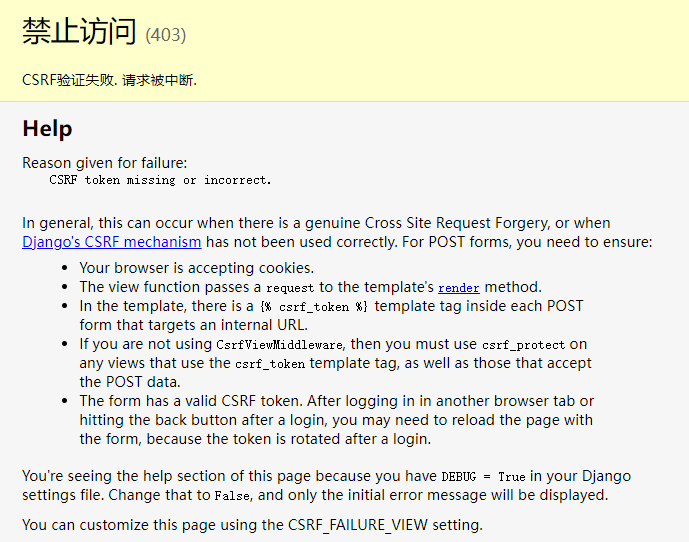 禁止访问 (403)
CSRF验证失败. 请求被中断.
Help
Reason given for failure:
CSRF token missing or incorrect.
In general, this can occur when there is a genuine Cross Site Request Forgery, or when
Django's CSRF mechanism has not been used correctly. For POST forms, you need to ensure:
• Your browser is accepting cookies.
• The view function passes a request to the template's render method.
• In the template, there is a {% csrf_token %} template tag inside each POST
form that targets an internal URL.
• If you are not using CsrfViewMiddleware, then you must use csrf_protect on
any views that use the csrf_token template tag, as well as those that accept
the POST data.
• The form has a valid CSRF token. After logging in in another browser tab or
hitting the back button after a login, you may need to reload the page with
the form, because the token is rotated after a login.
You're seeing the help section of this page because you have DEBUG = True in your Django
settings file. Change that to False, and only the initial error message will be displayed.
You can customize this page using the CSRF_FAILURE_VIEW setting.